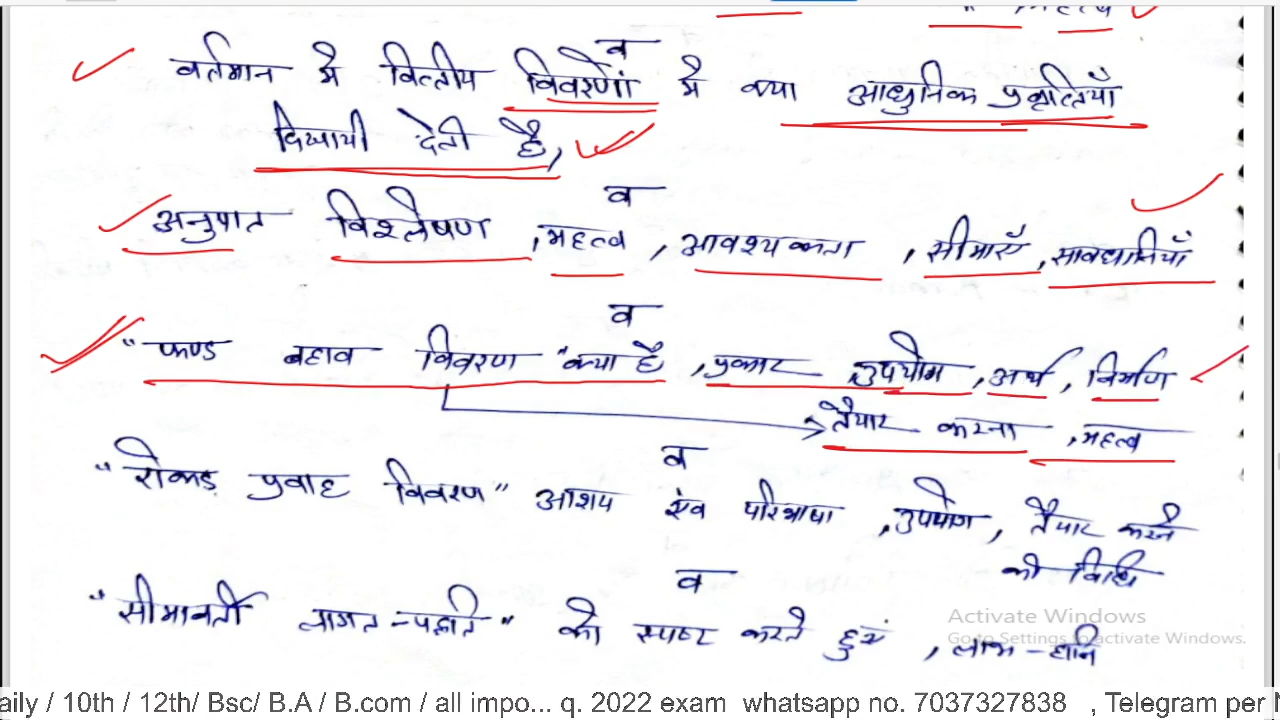 महत्व
व
वर्तमान मे वित्तीय विवरणों मे क्या आधुनिक प्रवृत्तियाँ
दिखायी देती है,
व
अनुपात विश्लेषण , महत्व , आवश्यकता , सीमाएँ , सावधानियाँ
व
"फण्ड बहाव विवरण" क्या है , प्रकार उपयोग , अर्थ , निर्माण
तैयार करना , महत्व
व
"रोकड़ प्रवाह विवरण" आशय एंव परिभाषा , उपयोग , तैयार करने
की विधि
व
"सीमावर्ती लागत-पद्धति" को स्पष्ट करते हुयें , लाभ-हानि
Activate Windows
Go to Settings to activate Windows.
aily / 10th / 12th/ Bsc/ B.A / B.com / all impo... q. 2022 exam whatsapp no. 7037327838 , Telegram per